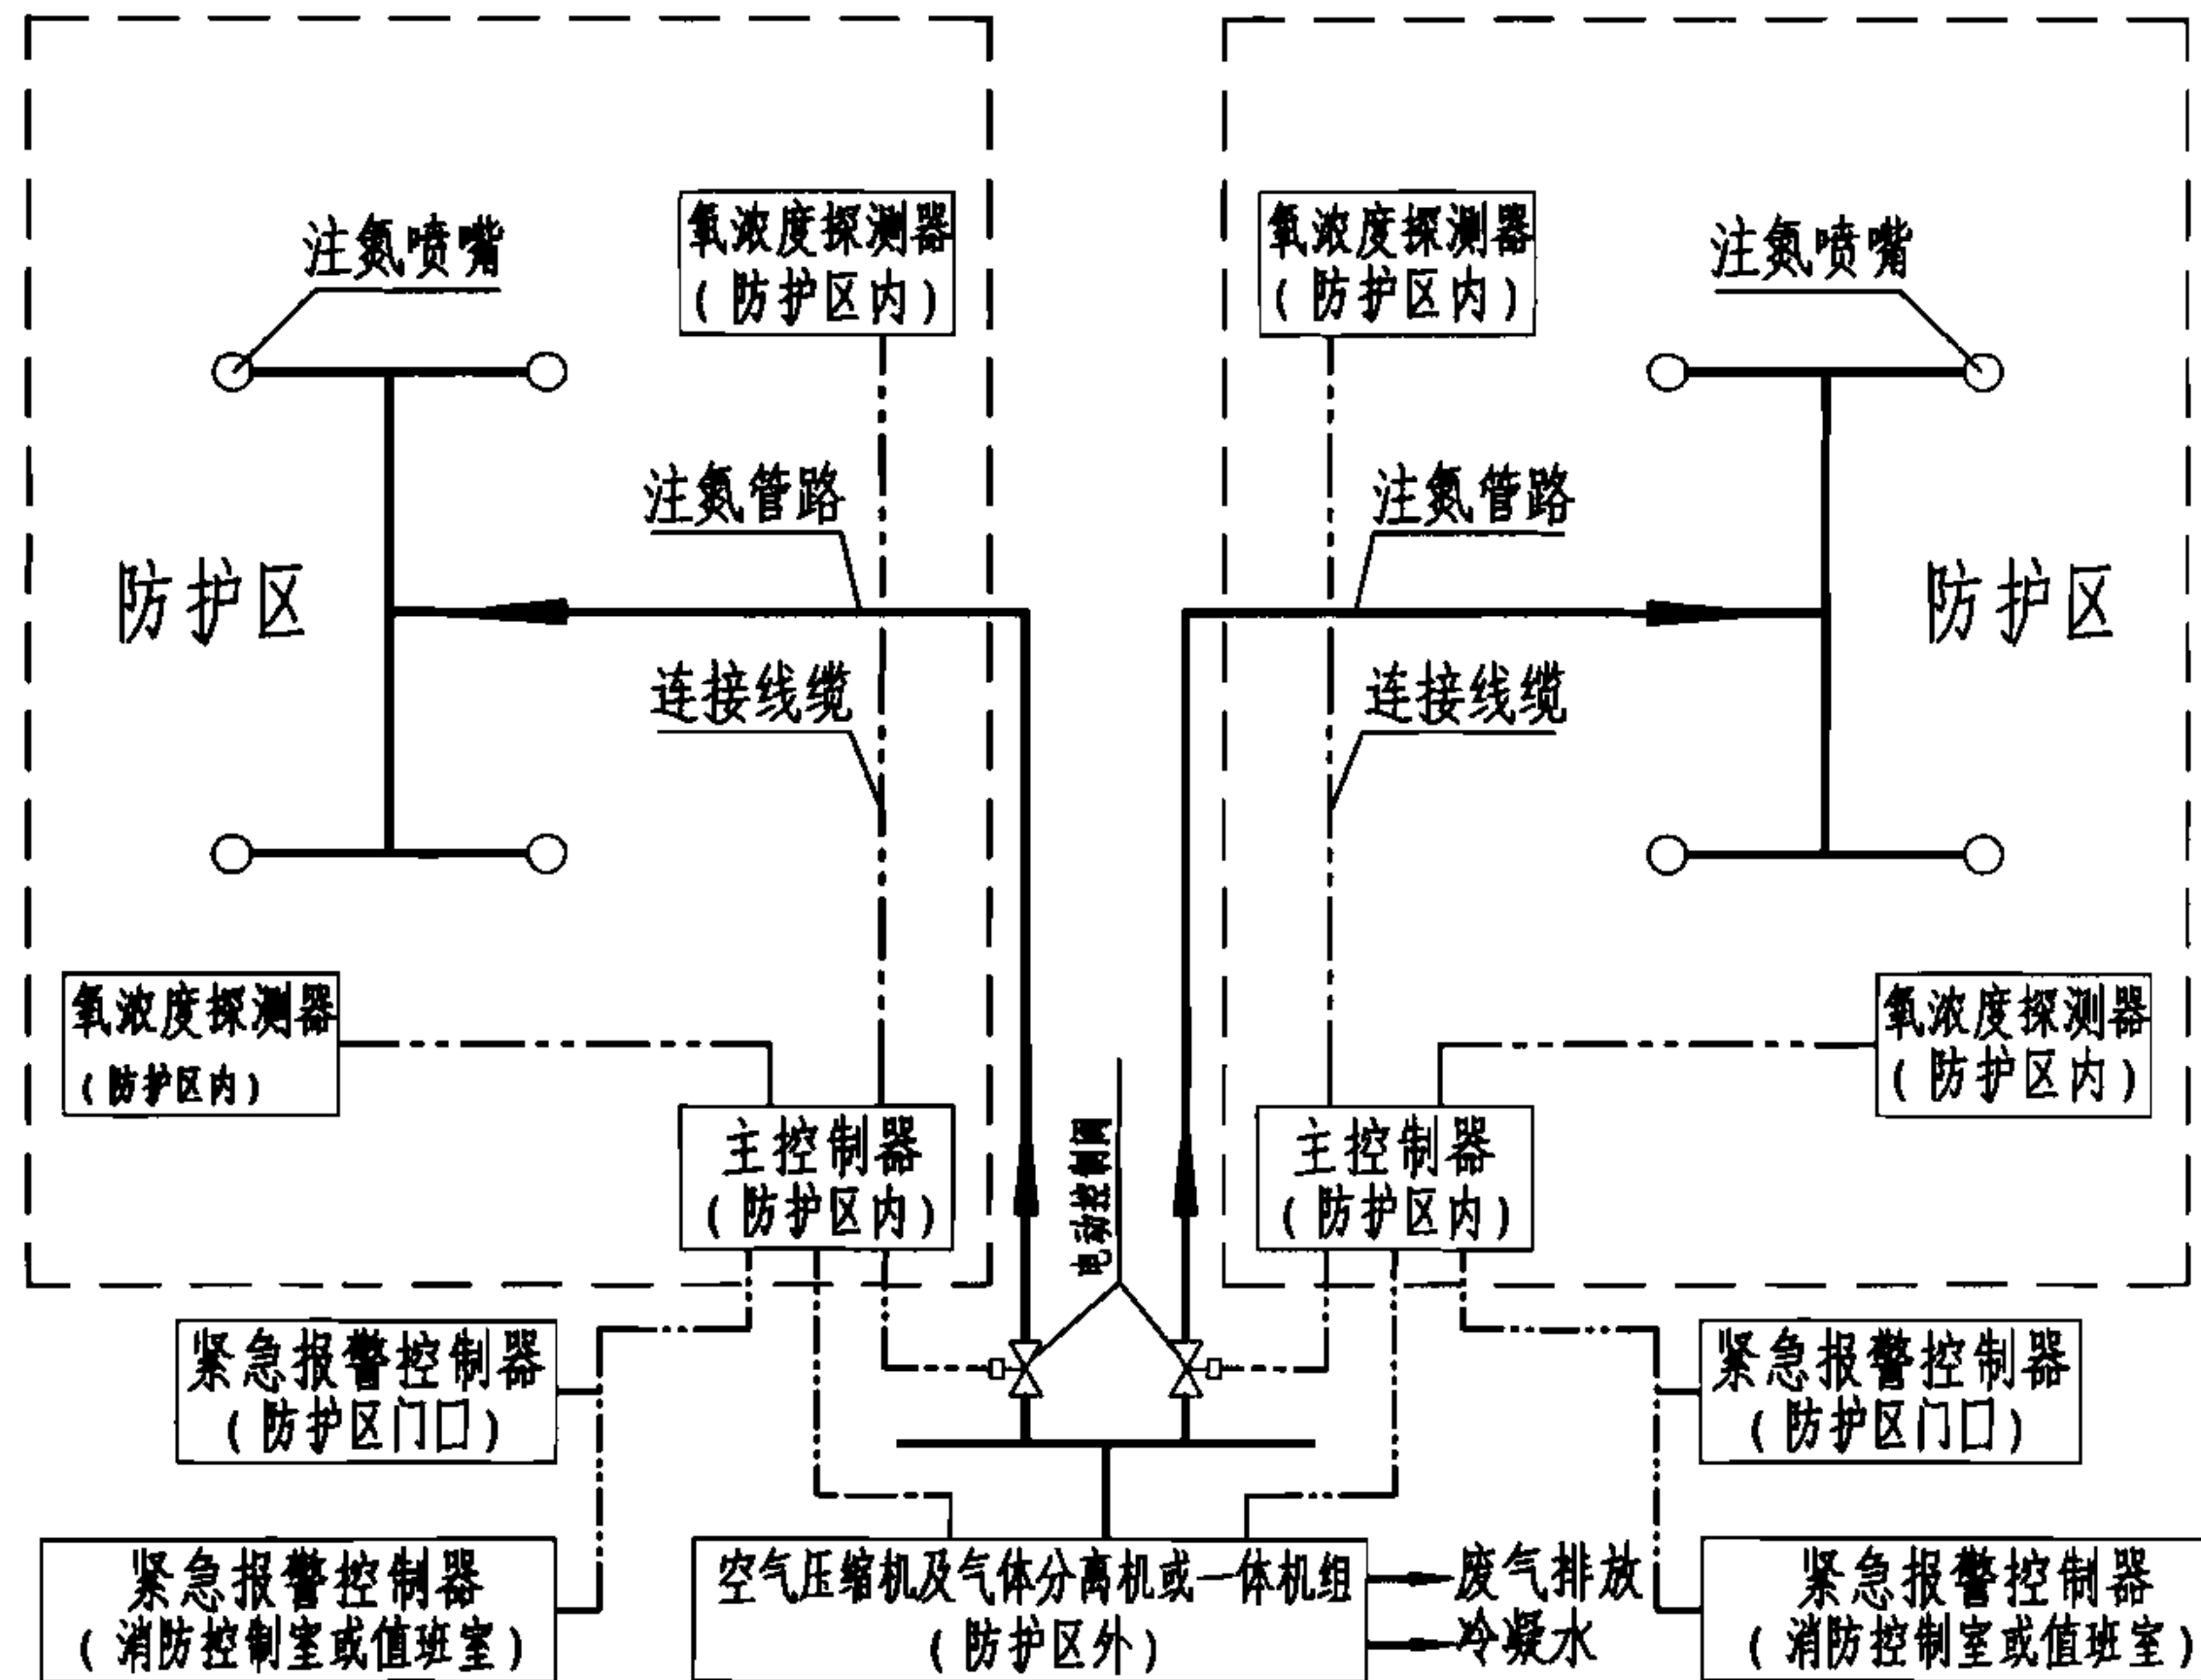 注氮喷嘴
氧浓度探测器
(防护区内)
氧浓度探测器
(防护区内)
注氮喷嘴
注氮管路
注氮管路
防护区
防护区
连接线缆
连接线缆
氧浓度探测器
(防护区内)
氧浓度探测器
(防护区内)
主控制器
(防护区内)
电动控制阀
主控制器
(防护区内)
紧急报警控制器
(防护区门口)
紧急报警控制器
(防护区门口)
紧急报警控制器
(消防控制室或值班室)
空气压缩机及气体分离机或一体机组
(防护区外)
废气排放
冷凝水
紧急报警控制器
(消防控制室或值班室)